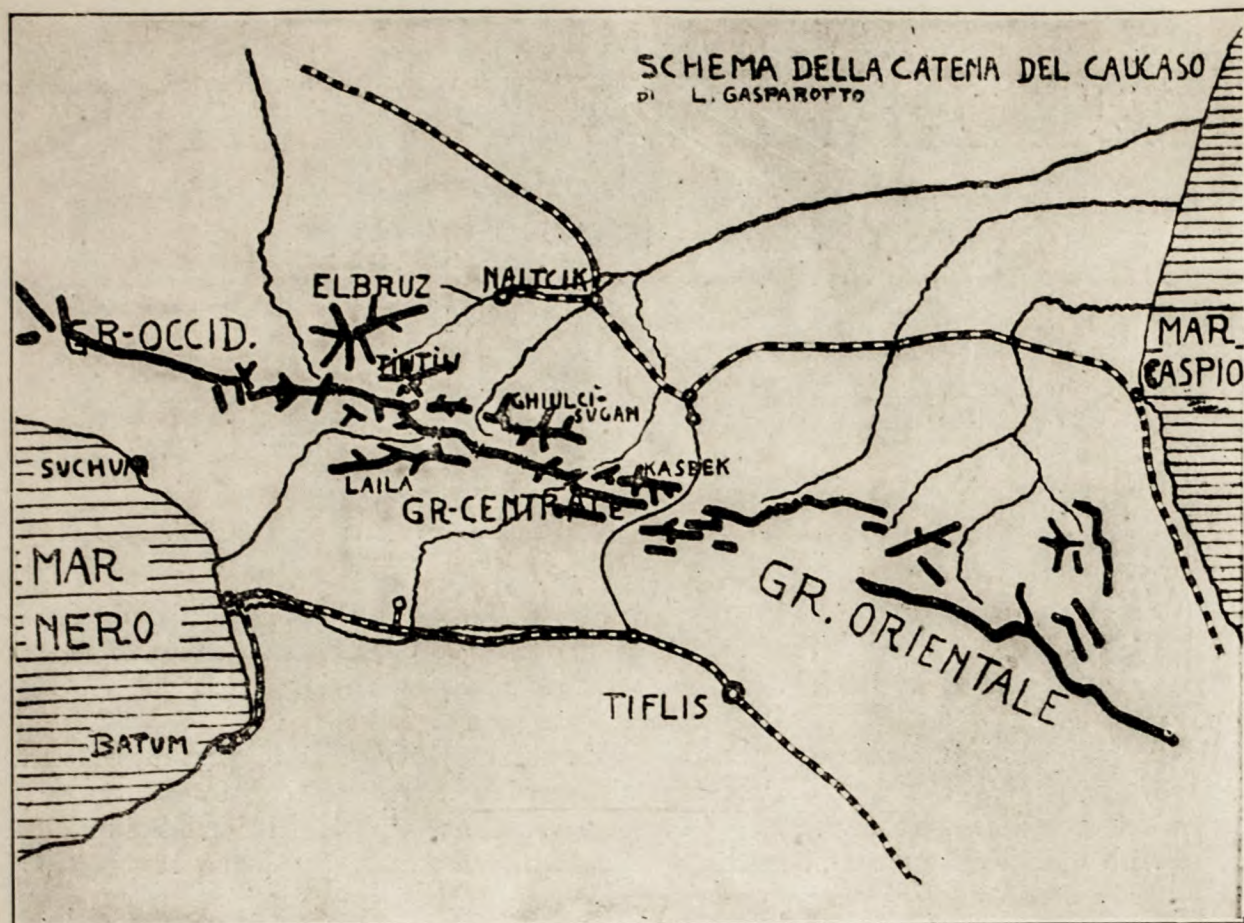 SCHEMA DELLA CATENA DEL CAUCASO
DI L. GASPAROTTO
ELBRUZ
NALTCIK
GR-OCCID.
TINTIN
MAR
CASPIO
GHIULCI-
SUGAN
SUCHUM
LAILA
KASBEK
GR-CENTRALE
MAR
NERO
GR. ORIENTALE
TIFLIS
BATUM